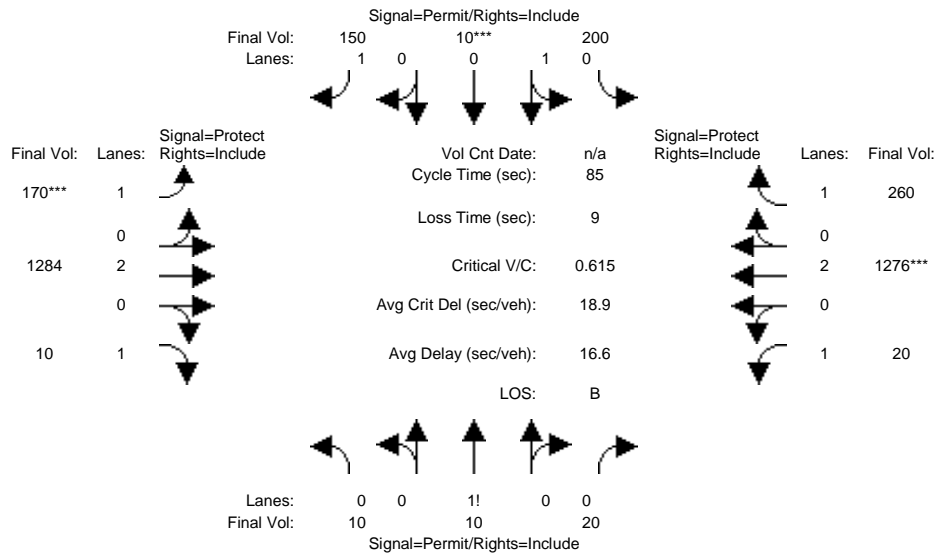 Signal=Permit/Rights=Include
Final Vol: 150 10*** 200
Lanes: 1 0 0 1 0
Signal=Protect Signal=Protect
Final Vol: Lanes: Rights=Include Vol Cnt Date: n/a Rights=Include Lanes: Final Vol:
Cycle Time (sec): 85
170*** 1 1 260
Loss Time (sec): 9
0 0
1284 2 Critical V/C: 0.615 2 1276***
0 Avg Crit Del (sec/veh): 18.9 0
10 1 Avg Delay (sec/veh): 16.6 1 20
LOS: B
Lanes: 0 0 1! 0 0
Final Vol: 10 10 20
Signal=Permit/Rights=Include